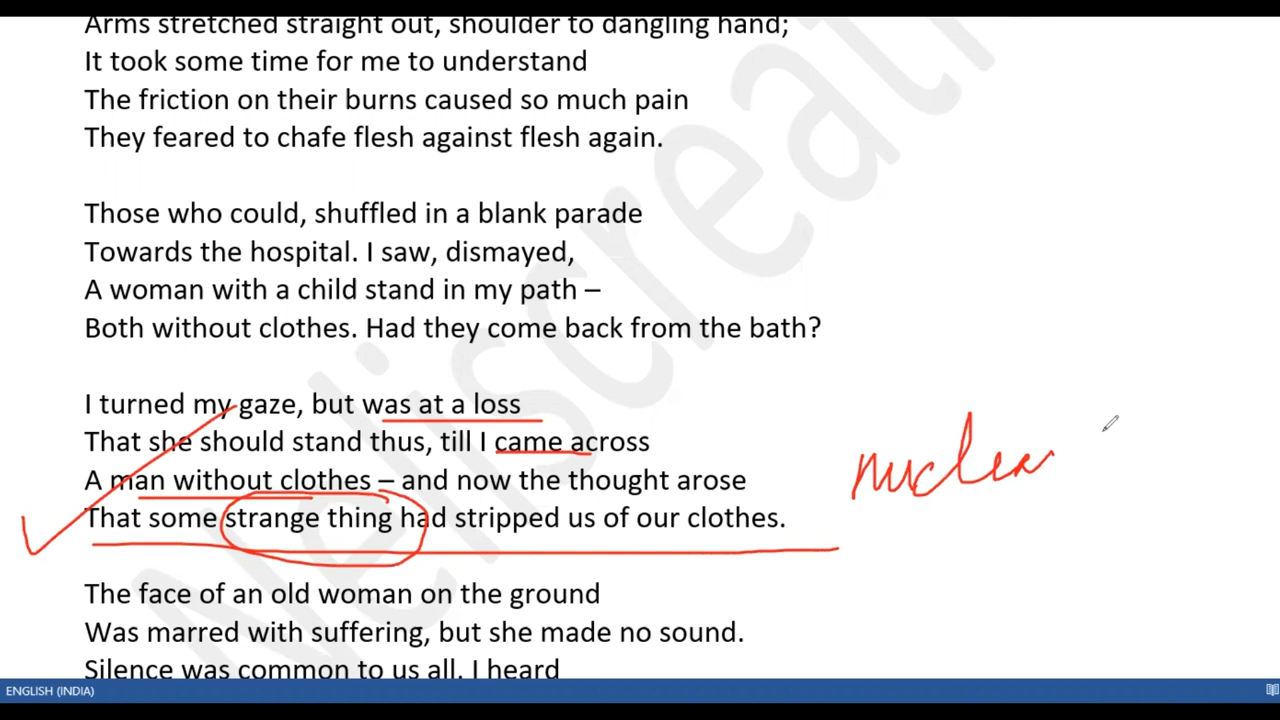 Arms stretched straight out, shoulder to dangling hand;
It took some time for me to understand
The friction on their burns caused so much pain
They feared to chafe flesh against flesh again.
Those who could, shuffled in a blank parade
Towards the hospital. I saw, dismayed,
A woman with a child stand in my path –
Both without clothes. Had they come back from the bath?
I turned my gaze, but was at a loss
That she should stand thus, till I came across
A man without clothes – and now the thought arose
That some strange thing had stripped us of our clothes.
nuclear
The face of an old woman on the ground
Was marred with suffering, but she made no sound.
Silence was common to us all. I heard
ENGLISH (INDIA)
Neliscreat